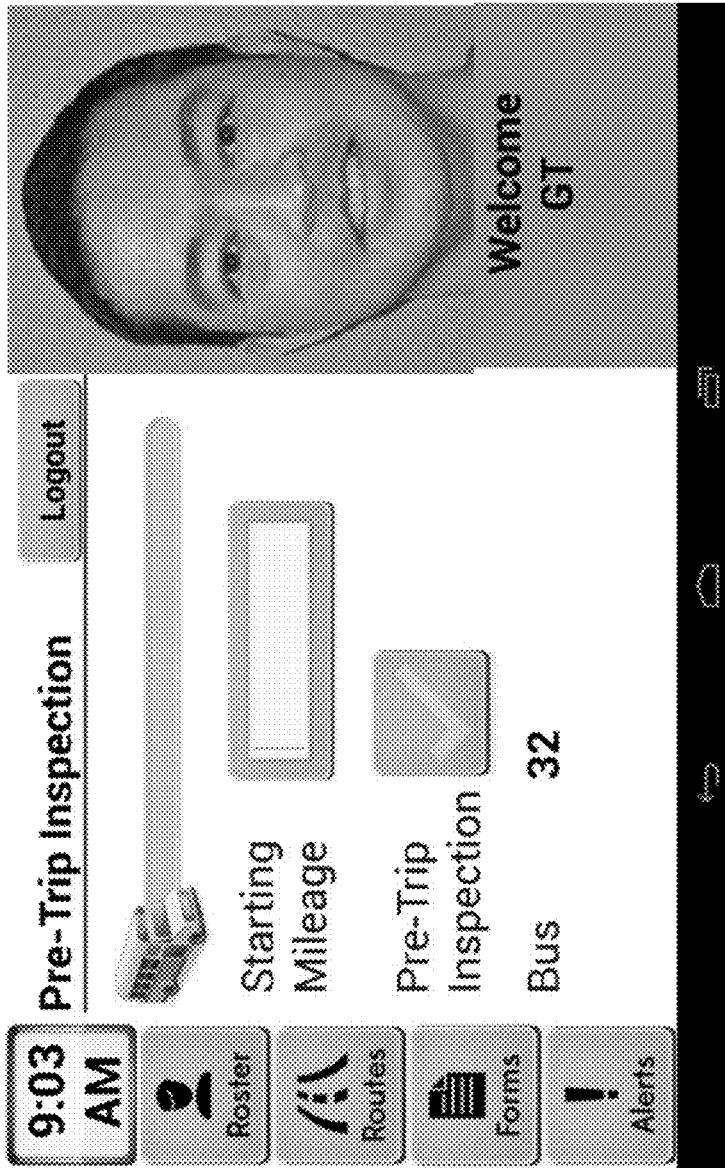 9:03
AM
Pre-Trip Inspection
Logout
Roster
Routes
Forms
Alerts
Starting
Mileage
Pre-Trip
Inspection
Bus 32
Welcome
GT